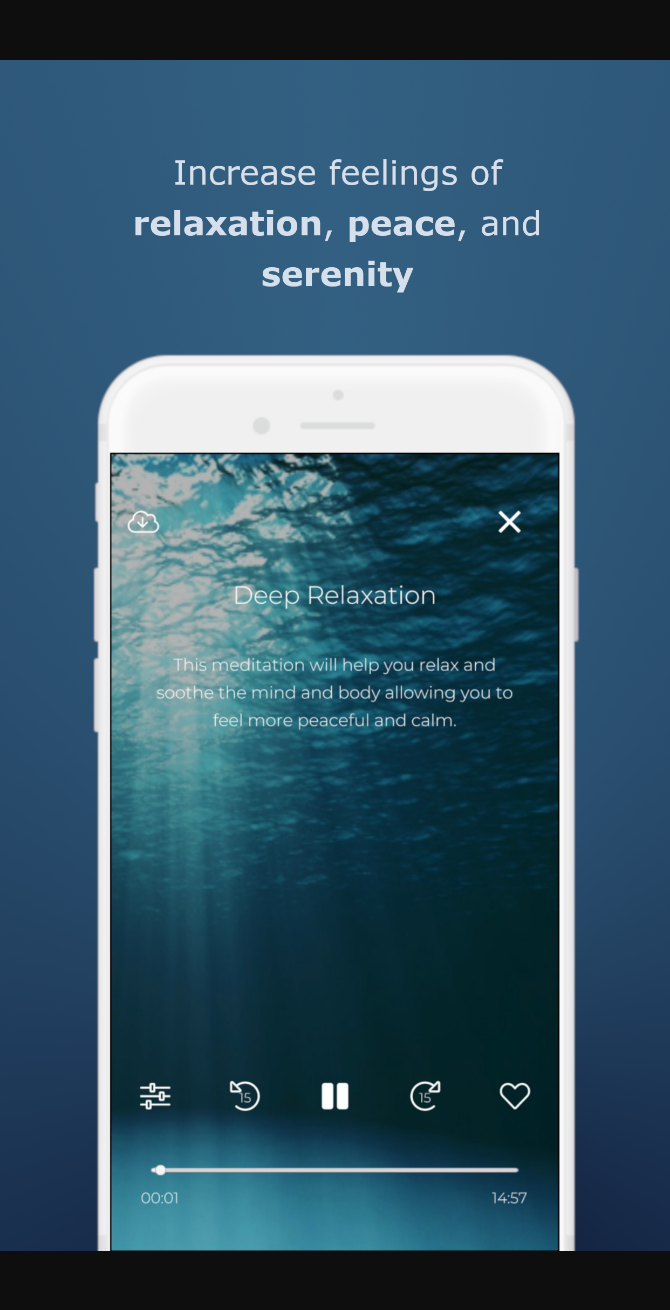 Increase feelings of
relaxation, peace, and
serenity
Deep Relaxation
This meditation will help you relax and
soothe the mind and body allowing you to
feel more peaceful and calm.
15
15
00:01
14:57